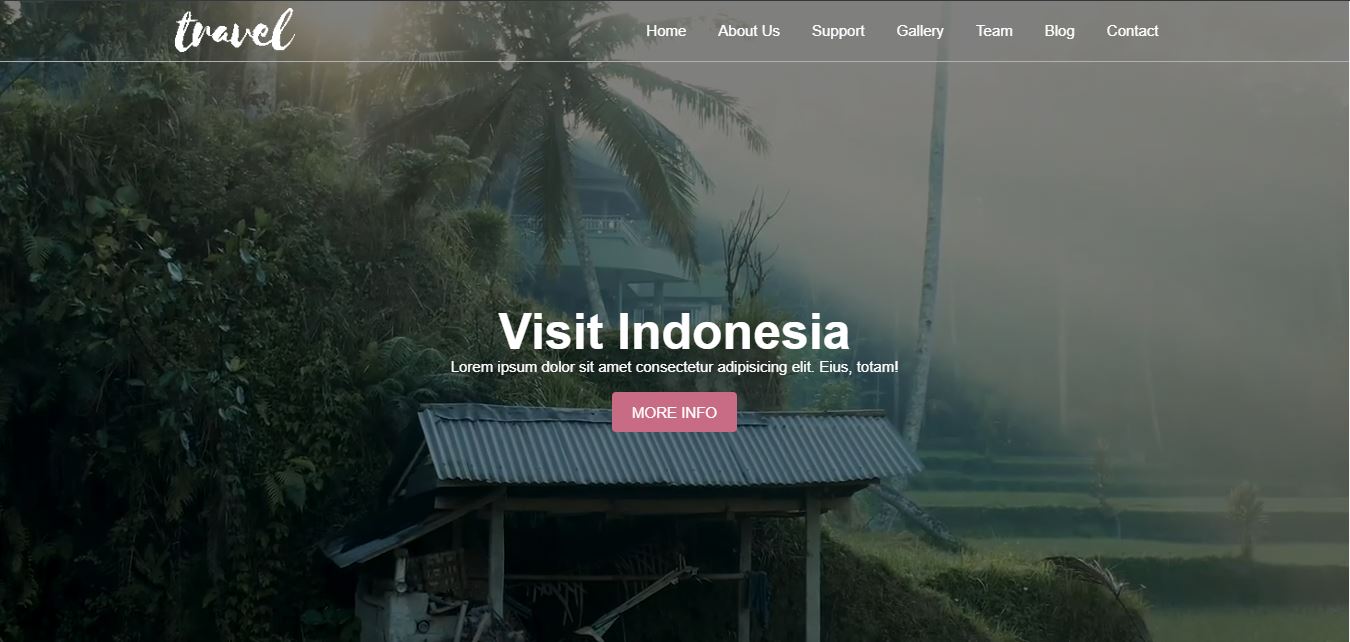 travel
Home About Us Support Gallery Team Blog Contact
Visit Indonesia
Lorem ipsum dolor sit amet consectetur adipisicing elit. Eius, totam!
MORE INFO